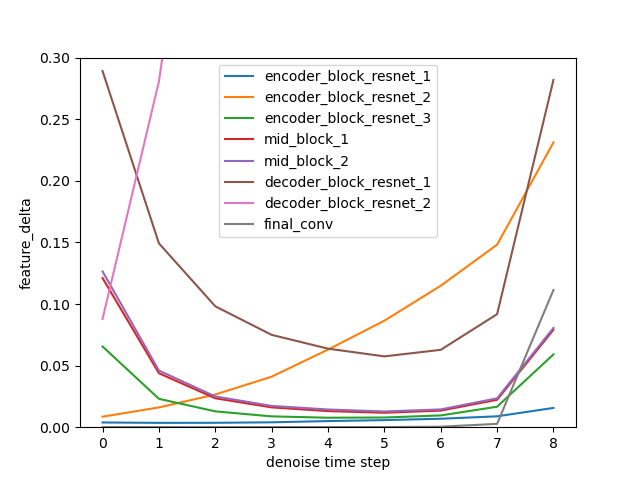 0.30
0.25
0.20
0.15
0.10
0.05
0.00
feature_delta
encoder_block_resnet_1
encoder_block_resnet_2
encoder_block_resnet_3
mid_block_1
mid_block_2
decoder_block_resnet_1
decoder_block_resnet_2
final_conv
0 1 2 3 4 5 6 7 8
denoise time step